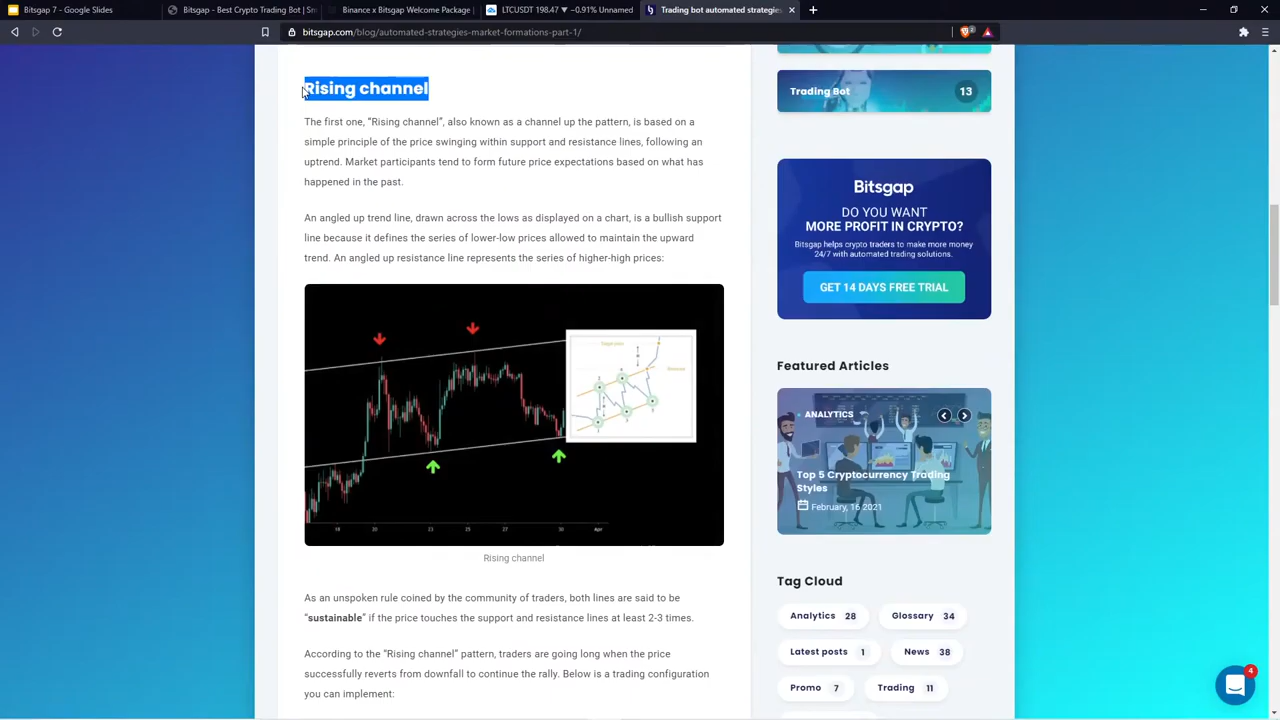 Bitsgap 7 - Google Slides
Bitsgap - Best Crypto Trading Bot | Sm
Binance x Bitsgap Welcome Package |
LTCUSDT 198.47 ▼ −0.91% Unnamed
Trading bot automated strategies
bitsgap.com/blog/automated-strategies-market-formations-part-1/
Rising channel
The first one, “Rising channel”, also known as a channel up the pattern, is based on a
simple principle of the price swinging within support and resistance lines, following an
uptrend. Market participants tend to form future price expectations based on what has
happened in the past.
An angled up trend line, drawn across the lows as displayed on a chart, is a bullish support
line because it defines the series of lower-low prices allowed to maintain the upward
trend. An angled up resistance line represents the series of higher-high prices:
18 20 23 25 27 30 Apr
Rising channel
As an unspoken rule coined by the community of traders, both lines are said to be
“sustainable” if the price touches the support and resistance lines at least 2-3 times.
According to the “Rising channel” pattern, traders are going long when the price
successfully reverts from downfall to continue the rally. Below is a trading configuration
you can implement:
Trading Bot 13
Bitsgap
DO YOU WANT
MORE PROFIT IN CRYPTO?
Bitsgap helps crypto traders to make more money
24/7 with automated trading solutions.
GET 14 DAYS FREE TRIAL
Featured Articles
ANALYTICS
Top 5 Cryptocurrency Trading
Styles
February, 16 2021
Tag Cloud
Analytics 28 Glossary 34
Latest posts 1 News 38
Promo 7 Trading 11
4